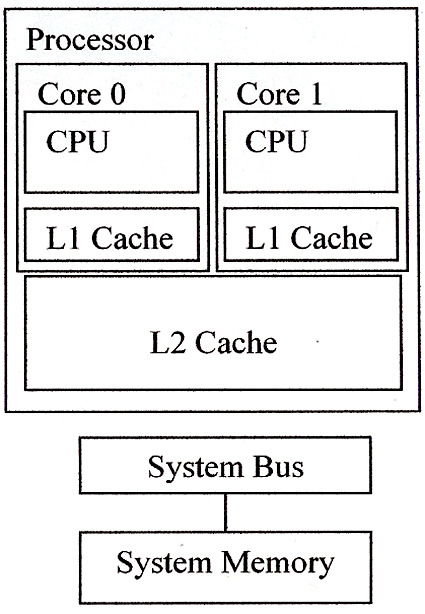 Processor
Core 0
Core 1
CPU
CPU
L1 Cache
L1 Cache
L2 Cache
System Bus
System Memory